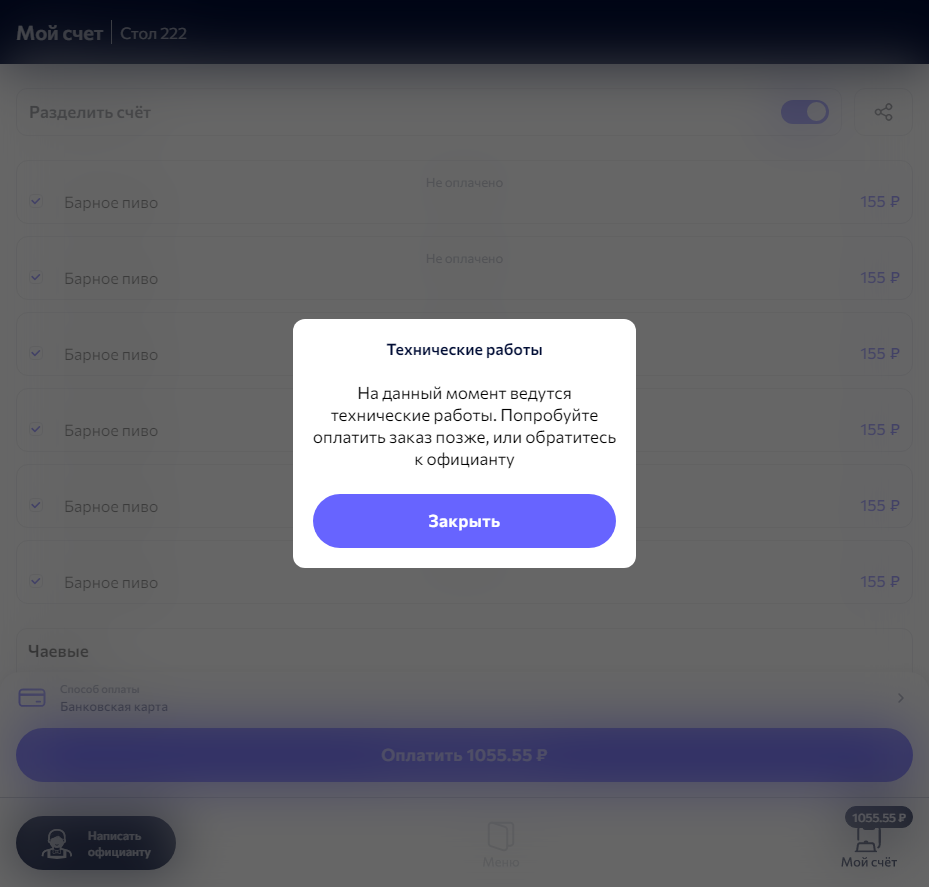 Мой счет
Стол 222
Разделить счёт
Не оплачено
Барное пиво
155 ₽
Не оплачено
Барное пиво
155 ₽
Барное пиво
155 ₽
Барное пиво
155 ₽
Барное пиво
155 ₽
Барное пиво
155 ₽
Технические работы
На данный момент ведутся
технические работы. Попробуйте
оплатить заказ позже, или обратитесь
к официанту
Закрыть
Чаевые
Способ оплаты
Банковская карта
Оплатить 1055.55 ₽
Написать
официанту
Меню
1055.55 ₽
Мой счёт